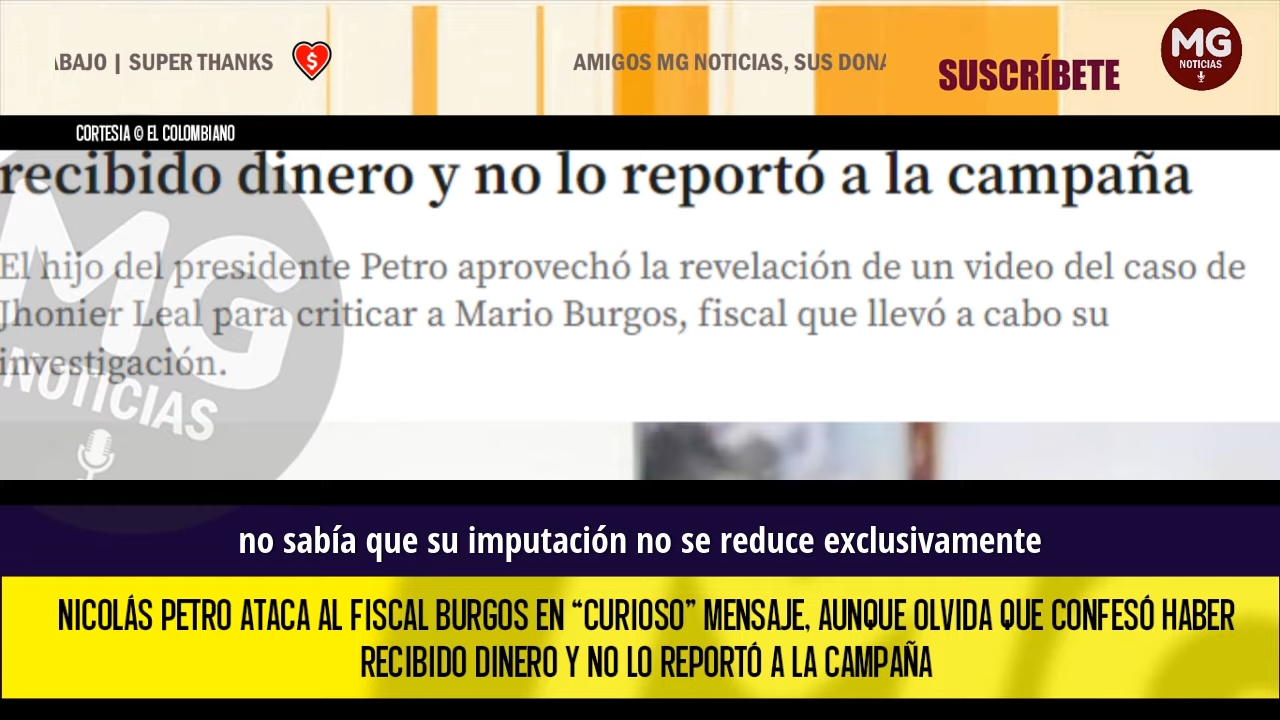 ABAJO | SUPER THANKS
AMIGOS MG NOTICIAS, SUS DONA
SUSCRÍBETE
MG
NOTICIAS
CORTESIA © EL COLOMBIANO
recibido dinero y no lo reportó a la campaña
El hijo del presidente Petro aprovechó la revelación de un video del caso de
Jhonier Leal para criticar a Mario Burgos, fiscal que llevó a cabo su
investigación.
MG
NOTICIAS
no sabía que su imputación no se reduce exclusivamente
NICOLÁS PETRO ATACA AL FISCAL BURGOS EN “CURIOSO” MENSAJE, AUNQUE OLVIDA QUE CONFESÓ HABER
RECIBIDO DINERO Y NO LO REPORTÓ A LA CAMPAÑA